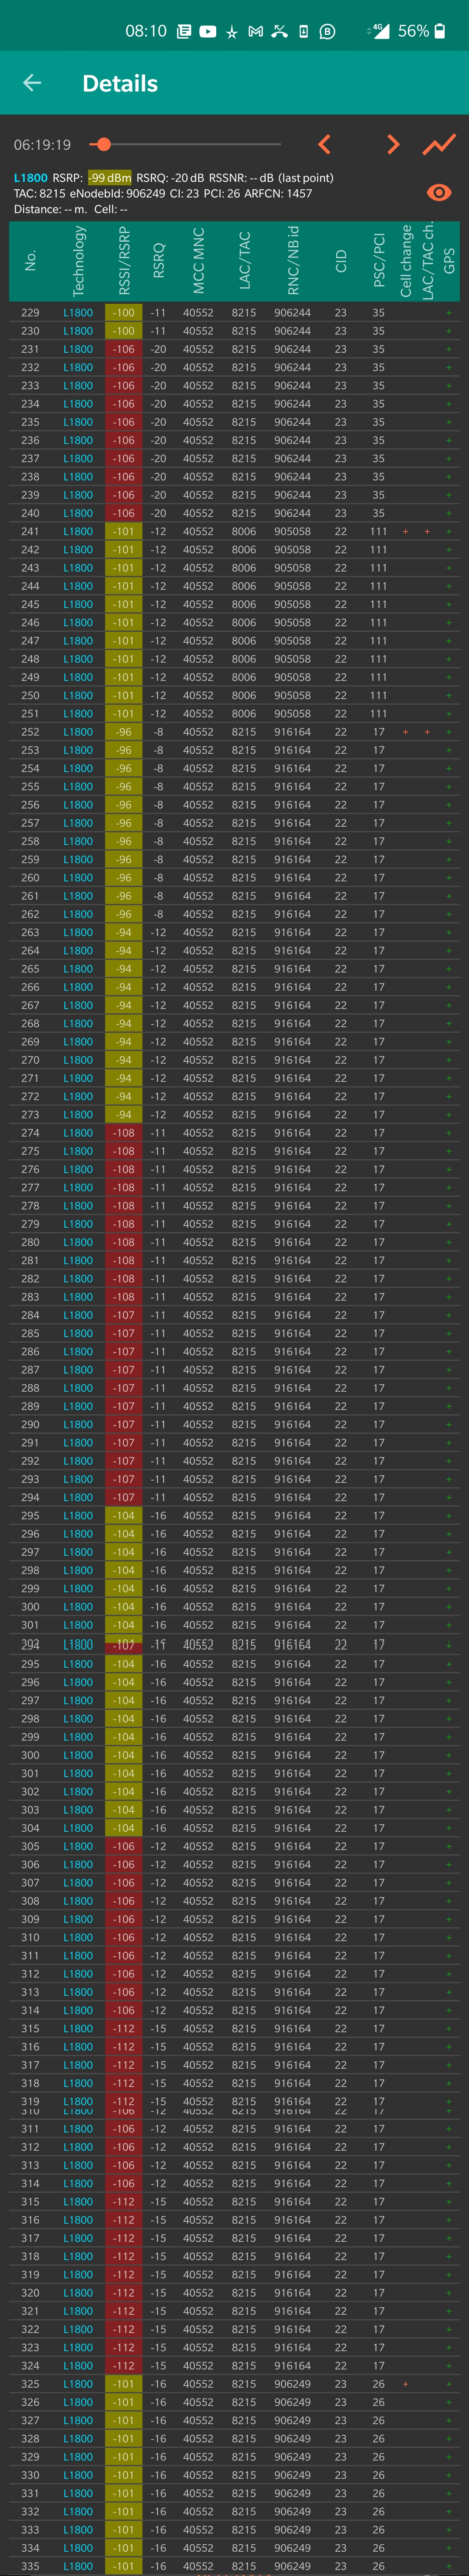 08:10
4G
56%
Details
06:19:19
L1800 RSRP: -99 dBm RSRQ: -20 dB RSSNR: -- dB (last point)
TAC: 8215 eNodebId: 906249 CI: 23 PCI: 26 ARFCN: 1457
Distance: -- m. Cell: --
No. Technology RSSI/RSRP RSRQ MCC MNC LAC/TAC RNC/NB id CID PSC/PCI Cell change LAC/TAC ch. GPS
229 L1800 -100 -11 40552 8215 906244 23 35 +
230 L1800 -100 -11 40552 8215 906244 23 35 +
231 L1800 -106 -20 40552 8215 906244 23 35 +
232 L1800 -106 -20 40552 8215 906244 23 35 +
233 L1800 -106 -20 40552 8215 906244 23 35 +
234 L1800 -106 -20 40552 8215 906244 23 35 +
235 L1800 -106 -20 40552 8215 906244 23 35 +
236 L1800 -106 -20 40552 8215 906244 23 35 +
237 L1800 -106 -20 40552 8215 906244 23 35 +
238 L1800 -106 -20 40552 8215 906244 23 35 +
239 L1800 -106 -20 40552 8215 906244 23 35 +
240 L1800 -106 -20 40552 8215 906244 23 35 +
241 L1800 -101 -12 40552 8006 905058 22 111 + + +
242 L1800 -101 -12 40552 8006 905058 22 111 +
243 L1800 -101 -12 40552 8006 905058 22 111 +
244 L1800 -101 -12 40552 8006 905058 22 111 +
245 L1800 -101 -12 40552 8006 905058 22 111 +
246 L1800 -101 -12 40552 8006 905058 22 111 +
247 L1800 -101 -12 40552 8006 905058 22 111 +
248 L1800 -101 -12 40552 8006 905058 22 111 +
249 L1800 -101 -12 40552 8006 905058 22 111 +
250 L1800 -101 -12 40552 8006 905058 22 111 +
251 L1800 -101 -12 40552 8006 905058 22 111 +
252 L1800 -96 -8 40552 8215 916164 22 17 + + +
253 L1800 -96 -8 40552 8215 916164 22 17 +
254 L1800 -96 -8 40552 8215 916164 22 17 +
255 L1800 -96 -8 40552 8215 916164 22 17 +
256 L1800 -96 -8 40552 8215 916164 22 17 +
257 L1800 -96 -8 40552 8215 916164 22 17 +
258 L1800 -96 -8 40552 8215 916164 22 17 +
259 L1800 -96 -8 40552 8215 916164 22 17 +
260 L1800 -96 -8 40552 8215 916164 22 17 +
261 L1800 -96 -8 40552 8215 916164 22 17 +
262 L1800 -96 -8 40552 8215 916164 22 17 +
263 L1800 -94 -12 40552 8215 916164 22 17 +
264 L1800 -94 -12 40552 8215 916164 22 17 +
265 L1800 -94 -12 40552 8215 916164 22 17 +
266 L1800 -94 -12 40552 8215 916164 22 17 +
267 L1800 -94 -12 40552 8215 916164 22 17 +
268 L1800 -94 -12 40552 8215 916164 22 17 +
269 L1800 -94 -12 40552 8215 916164 22 17 +
270 L1800 -94 -12 40552 8215 916164 22 17 +
271 L1800 -94 -12 40552 8215 916164 22 17 +
272 L1800 -94 -12 40552 8215 916164 22 17 +
273 L1800 -94 -12 40552 8215 916164 22 17 +
274 L1800 -108 -11 40552 8215 916164 22 17 +
275 L1800 -108 -11 40552 8215 916164 22 17 +
276 L1800 -108 -11 40552 8215 916164 22 17 +
277 L1800 -108 -11 40552 8215 916164 22 17 +
278 L1800 -108 -11 40552 8215 916164 22 17 +
279 L1800 -108 -11 40552 8215 916164 22 17 +
280 L1800 -108 -11 40552 8215 916164 22 17 +
281 L1800 -108 -11 40552 8215 916164 22 17 +
282 L1800 -108 -11 40552 8215 916164 22 17 +
283 L1800 -108 -11 40552 8215 916164 22 17 +
284 L1800 -107 -11 40552 8215 916164 22 17 +
285 L1800 -107 -11 40552 8215 916164 22 17 +
286 L1800 -107 -11 40552 8215 916164 22 17 +
287 L1800 -107 -11 40552 8215 916164 22 17 +
288 L1800 -107 -11 40552 8215 916164 22 17 +
289 L1800 -107 -11 40552 8215 916164 22 17 +
290 L1800 -107 -11 40552 8215 916164 22 17 +
291 L1800 -107 -11 40552 8215 916164 22 17 +
292 L1800 -107 -11 40552 8215 916164 22 17 +
293 L1800 -107 -11 40552 8215 916164 22 17 +
294 L1800 -107 -11 40552 8215 916164 22 17 +
295 L1800 -104 -16 40552 8215 916164 22 17 +
296 L1800 -104 -16 40552 8215 916164 22 17 +
297 L1800 -104 -16 40552 8215 916164 22 17 +
298 L1800 -104 -16 40552 8215 916164 22 17 +
299 L1800 -104 -16 40552 8215 916164 22 17 +
300 L1800 -104 -16 40552 8215 916164 22 17 +
301 L1800 -104 -16 40552 8215 916164 22 17 +
295 L1800 -104 -16 40552 8215 916164 22 17 +
296 L1800 -104 -16 40552 8215 916164 22 17 +
297 L1800 -104 -16 40552 8215 916164 22 17 +
298 L1800 -104 -16 40552 8215 916164 22 17 +
299 L1800 -104 -16 40552 8215 916164 22 17 +
300 L1800 -104 -16 40552 8215 916164 22 17 +
301 L1800 -104 -16 40552 8215 916164 22 17 +
302 L1800 -104 -16 40552 8215 916164 22 17 +
303 L1800 -104 -16 40552 8215 916164 22 17 +
304 L1800 -104 -16 40552 8215 916164 22 17 +
305 L1800 -106 -12 40552 8215 916164 22 17 +
306 L1800 -106 -12 40552 8215 916164 22 17 +
307 L1800 -106 -12 40552 8215 916164 22 17 +
308 L1800 -106 -12 40552 8215 916164 22 17 +
309 L1800 -106 -12 40552 8215 916164 22 17 +
310 L1800 -106 -12 40552 8215 916164 22 17 +
311 L1800 -106 -12 40552 8215 916164 22 17 +
312 L1800 -106 -12 40552 8215 916164 22 17 +
313 L1800 -106 -12 40552 8215 916164 22 17 +
314 L1800 -106 -12 40552 8215 916164 22 17 +
315 L1800 -112 -15 40552 8215 916164 22 17 +
316 L1800 -112 -15 40552 8215 916164 22 17 +
317 L1800 -112 -15 40552 8215 916164 22 17 +
318 L1800 -112 -15 40552 8215 916164 22 17 +
319 L1800 -112 -15 40552 8215 916164 22 17 +
310 L1800 -106 -12 40552 8215 916164 22 17
311 L1800 -106 -12 40552 8215 916164 22 17 +
312 L1800 -106 -12 40552 8215 916164 22 17 +
313 L1800 -106 -12 40552 8215 916164 22 17 +
314 L1800 -106 -12 40552 8215 916164 22 17 +
315 L1800 -112 -15 40552 8215 916164 22 17 +
316 L1800 -112 -15 40552 8215 916164 22 17 +
317 L1800 -112 -15 40552 8215 916164 22 17 +
318 L1800 -112 -15 40552 8215 916164 22 17 +
319 L1800 -112 -15 40552 8215 916164 22 17 +
320 L1800 -112 -15 40552 8215 916164 22 17 +
321 L1800 -112 -15 40552 8215 916164 22 17 +
322 L1800 -112 -15 40552 8215 916164 22 17 +
323 L1800 -112 -15 40552 8215 916164 22 17 +
324 L1800 -112 -15 40552 8215 916164 22 17 +
325 L1800 -101 -16 40552 8215 906249 23 26 + +
326 L1800 -101 -16 40552 8215 906249 23 26 +
327 L1800 -101 -16 40552 8215 906249 23 26 +
328 L1800 -101 -16 40552 8215 906249 23 26 +
329 L1800 -101 -16 40552 8215 906249 23 26 +
330 L1800 -101 -16 40552 8215 906249 23 26 +
331 L1800 -101 -16 40552 8215 906249 23 26 +
332 L1800 -101 -16 40552 8215 906249 23 26 +
333 L1800 -101 -16 40552 8215 906249 23 26 +
334 L1800 -101 -16 40552 8215 906249 23 26 +
335 L1800 -101 -16 40552 8215 906249 23 26 +